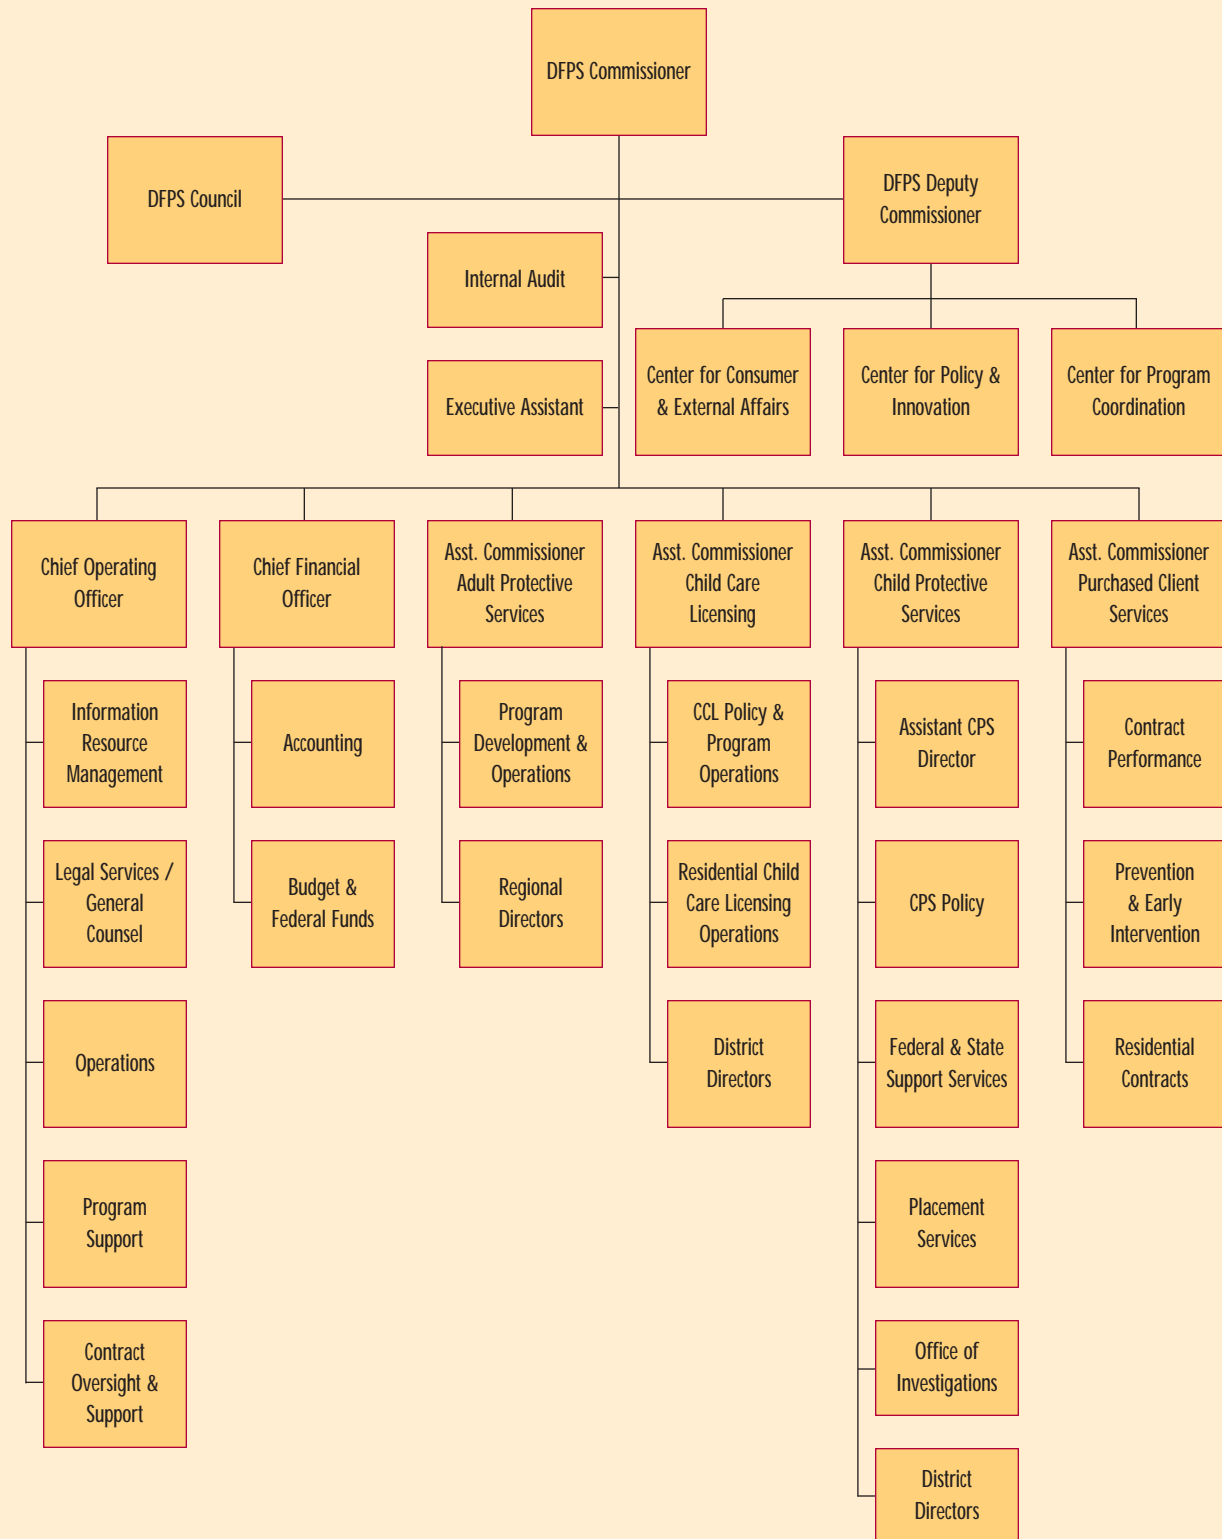 DFPS Commissioner
DFPS Council
DFPS Deputy
Commissioner
Internal Audit
Executive Assistant
Center for Consumer
& External Affairs
Center for Policy &
Innovation
Center for Program
Coordination
Chief Operating
Officer
Chief Financial
Officer
Asst. Commissioner
Adult Protective
Services
Asst. Commissioner
Child Care
Licensing
Asst. Commissioner
Child Protective
Services
Asst. Commissioner
Purchased Client
Services
Information
Resource
Management
Legal Services /
General
Counsel
Operations
Program
Support
Contract
Oversight &
Support
Accounting
Budget &
Federal Funds
Program
Development &
Operations
Regional
Directors
CCL Policy &
Program
Operations
Residential Child
Care Licensing
Operations
District
Directors
Assistant CPS
Director
CPS Policy
Federal & State
Support Services
Placement
Services
Office of
Investigations
District
Directors
Contract
Performance
Prevention
& Early
Intervention
Residential
Contracts